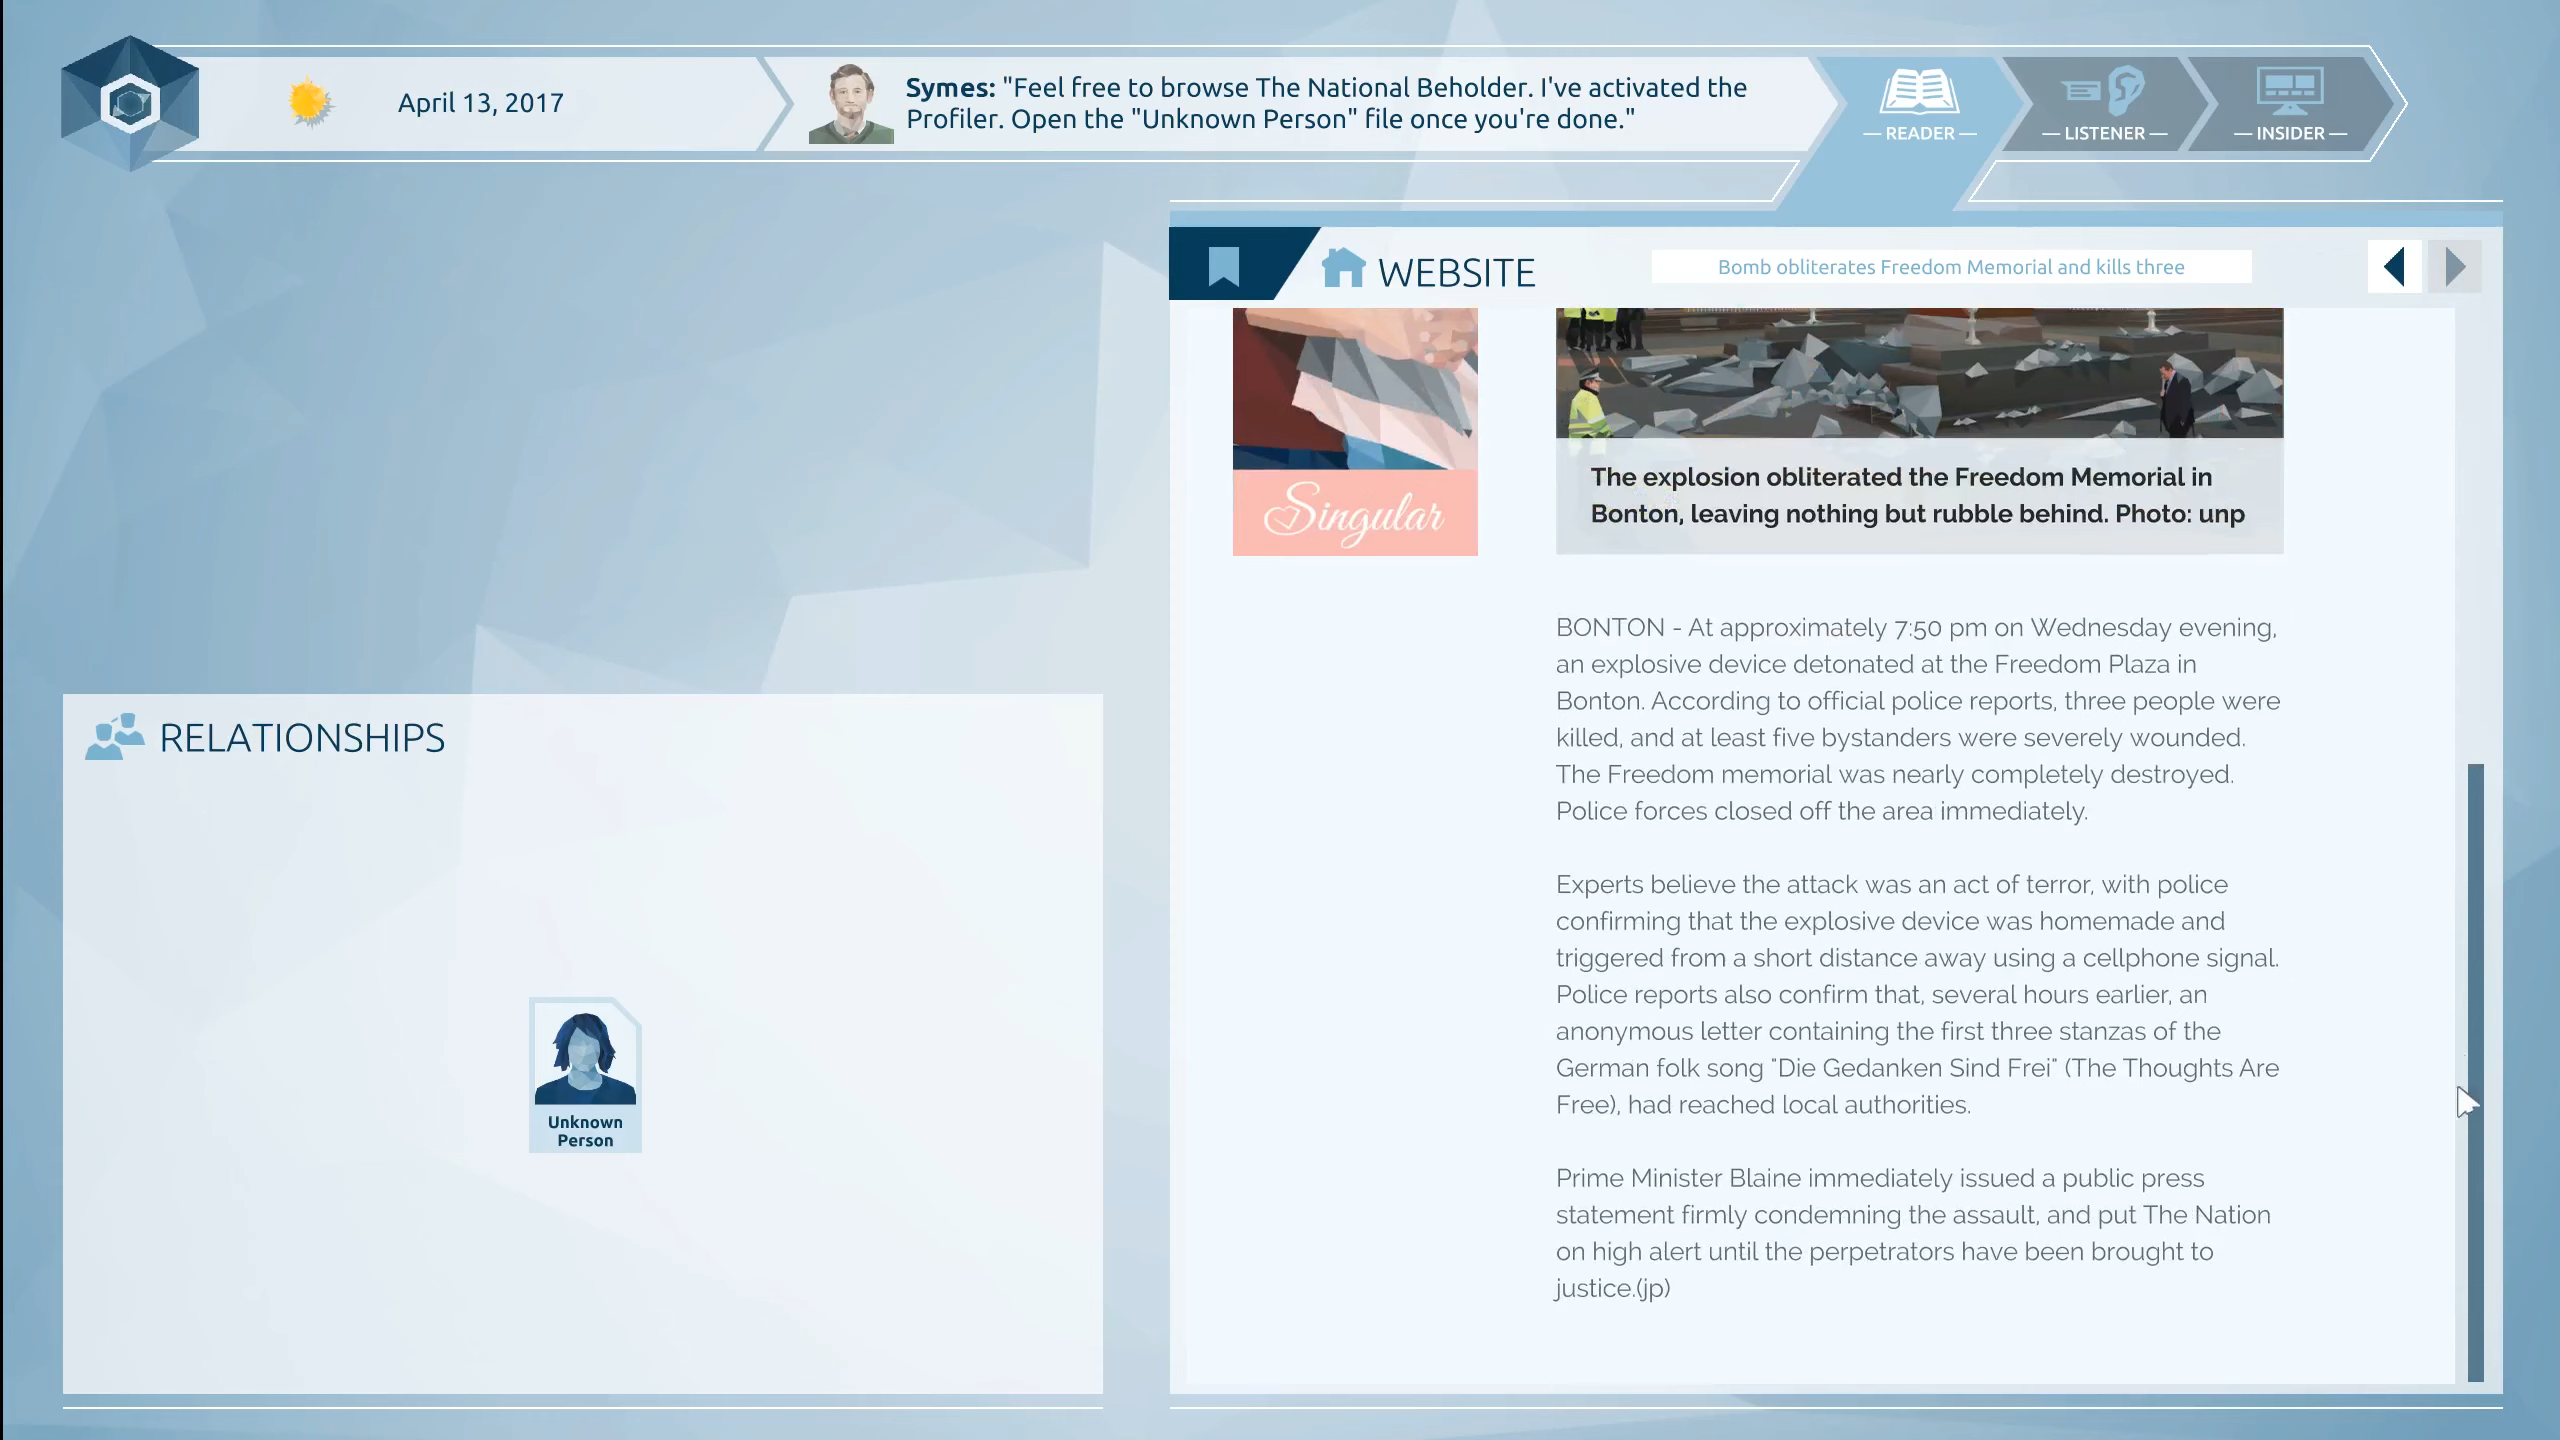 April 13, 2017
Symes: "Feel free to browse The National Beholder. I've activated the
Profiler. Open the "Unknown Person" file once you're done."
READER
LISTENER
INSIDER
WEBSITE
Bomb obliterates Freedom Memorial and kills three
Singular
The explosion obliterated the Freedom Memorial in
Bonton, leaving nothing but rubble behind. Photo: unp
BONTON - At approximately 7:50 pm on Wednesday evening,
an explosive device detonated at the Freedom Plaza in
Bonton. According to official police reports, three people were
killed, and at least five bystanders were severely wounded.
The Freedom memorial was nearly completely destroyed.
Police forces closed off the area immediately.
Experts believe the attack was an act of terror, with police
confirming that the explosive device was homemade and
triggered from a short distance away using a cellphone signal.
Police reports also confirm that, several hours earlier, an
anonymous letter containing the first three stanzas of the
German folk song "Die Gedanken Sind Frei" (The Thoughts Are
Free), had reached local authorities.
Prime Minister Blaine immediately issued a public press
statement firmly condemning the assault, and put The Nation
on high alert until the perpetrators have been brought to
justice.(jp)
RELATIONSHIPS
Unknown
Person